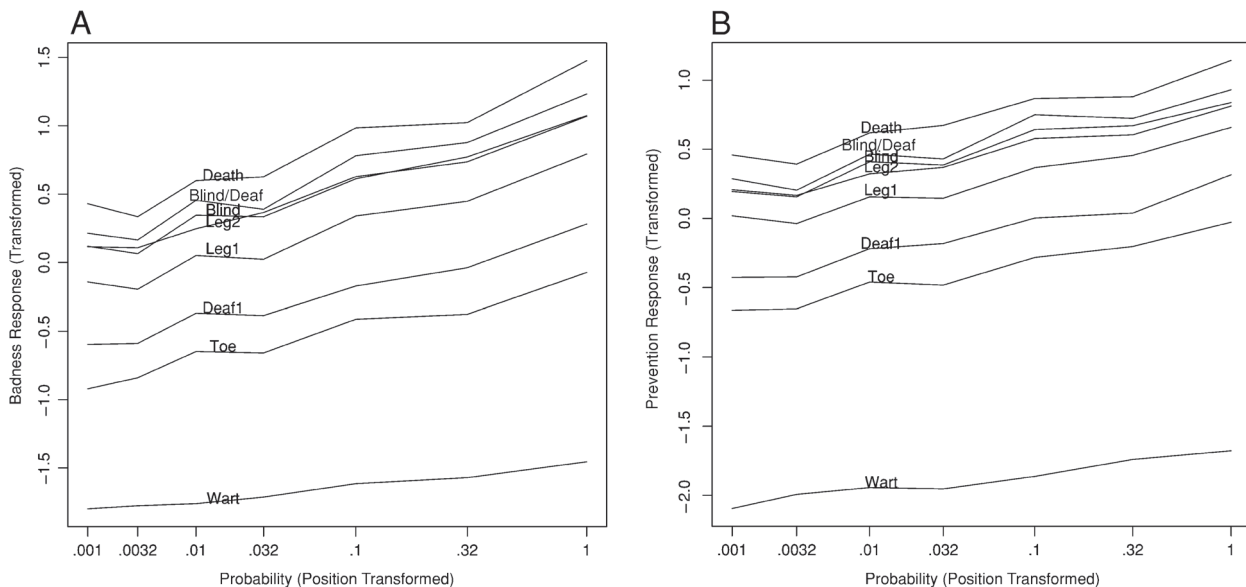 A
Badness Response (Transformed)
1.5
1.0
0.5
0.0
−0.5
−1.0
−1.5
Death
Blind/Deaf
Blind
Leg2
Leg1
Deaf1
Toe
Wart
.001 .0032 .01 .032 .1 .32 1
Probability (Position Transformed)
B
Prevention Response (Transformed)
1.0
0.5
0.0
−0.5
−1.0
−1.5
−2.0
Death
Blind/Deaf
Blind
Leg2
Leg1
Deaf1
Toe
Wart
.001 .0032 .01 .032 .1 .32 1
Probability (Position Transformed)